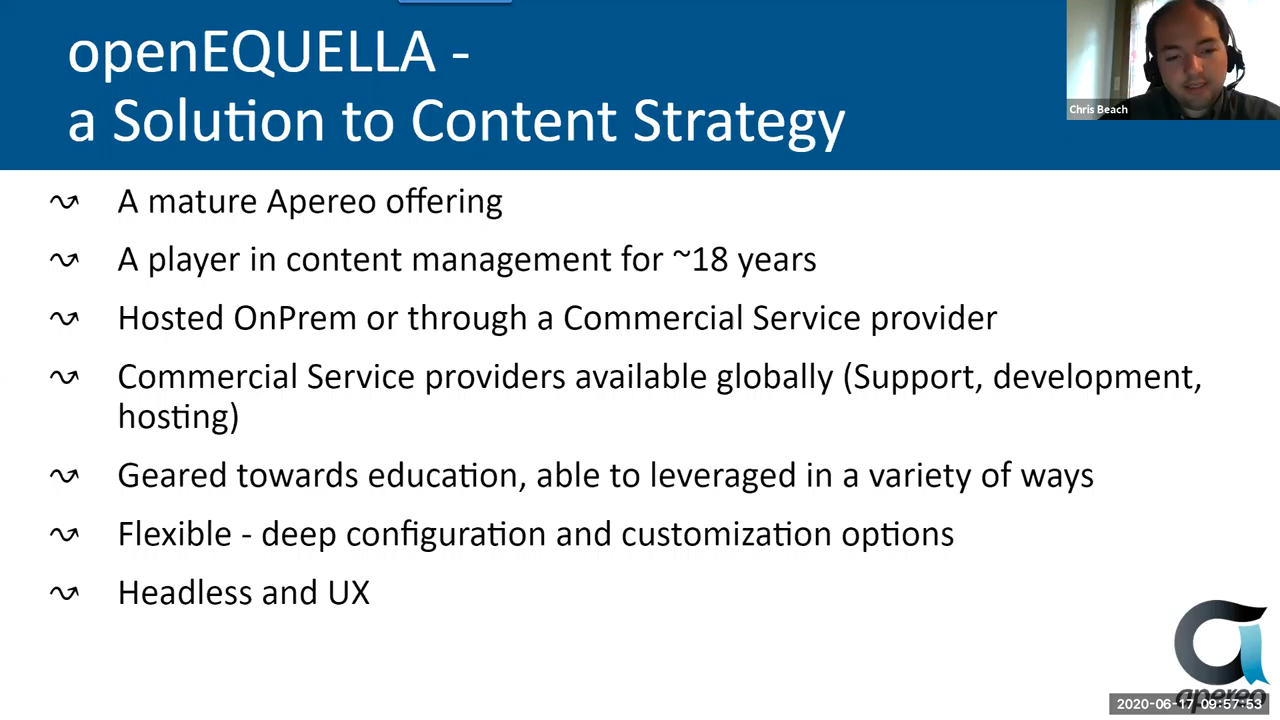 openEQUELLA -
a Solution to Content Strategy
Chris Beach
A mature Apereo offering
A player in content management for ~18 years
Hosted OnPrem or through a Commercial Service provider
Commercial Service providers available globally (Support, development,
hosting)
Geared towards education, able to leveraged in a variety of ways
Flexible - deep configuration and customization options
Headless and UX
apereo
2020-06-17 09:57:53